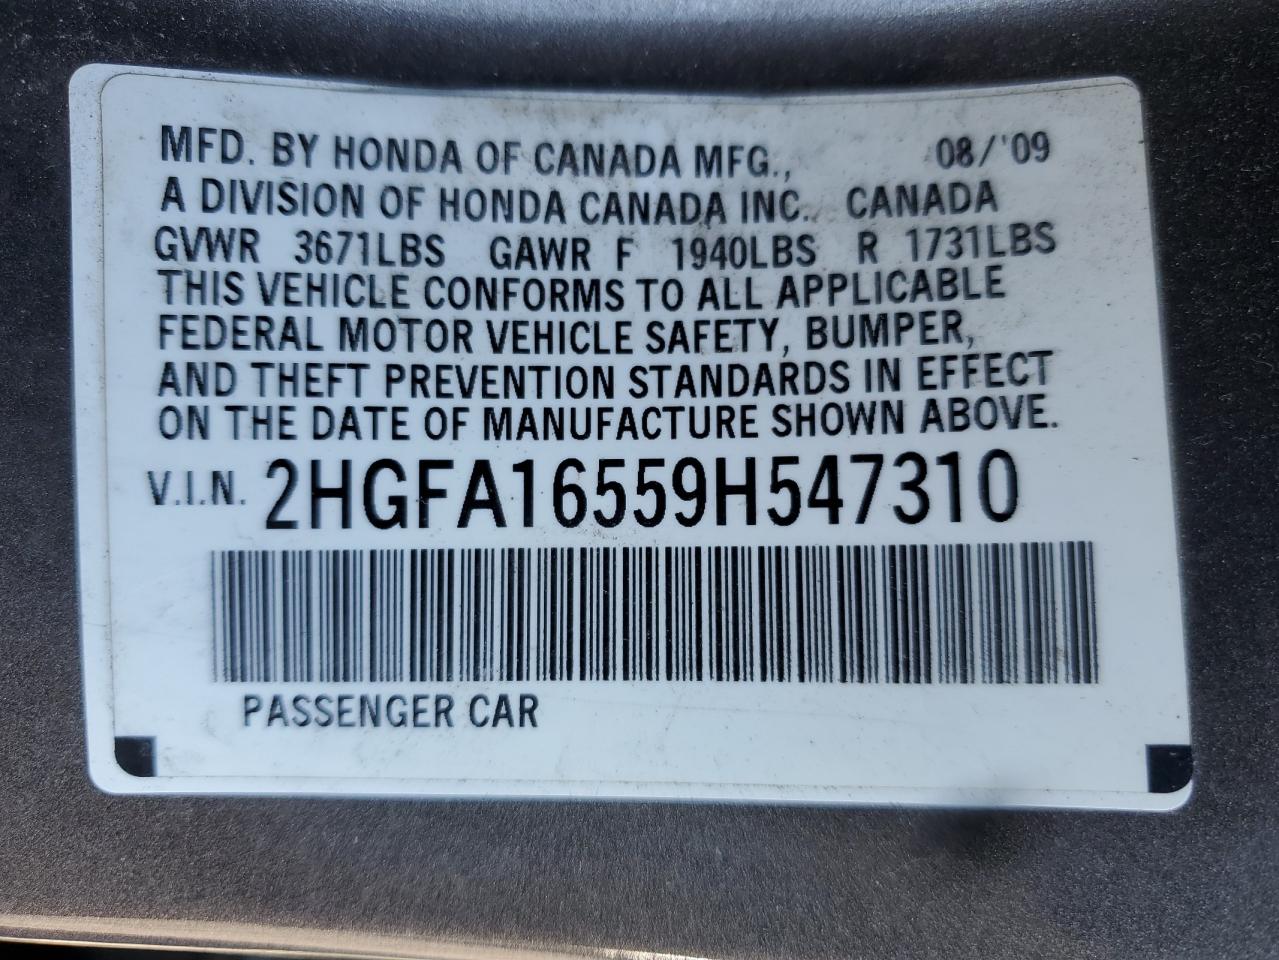 MFD. BY HONDA OF CANADA MFG., 08/'09
A DIVISION OF HONDA CANADA INC., CANADA
GVWR 3671LBS GAWR F 1940LBS R 1731LBS
THIS VEHICLE CONFORMS TO ALL APPLICABLE
FEDERAL MOTOR VEHICLE SAFETY, BUMPER,
AND THEFT PREVENTION STANDARDS IN EFFECT
ON THE DATE OF MANUFACTURE SHOWN ABOVE.
V.I.N. 2HGFA16559H547310
PASSENGER CAR